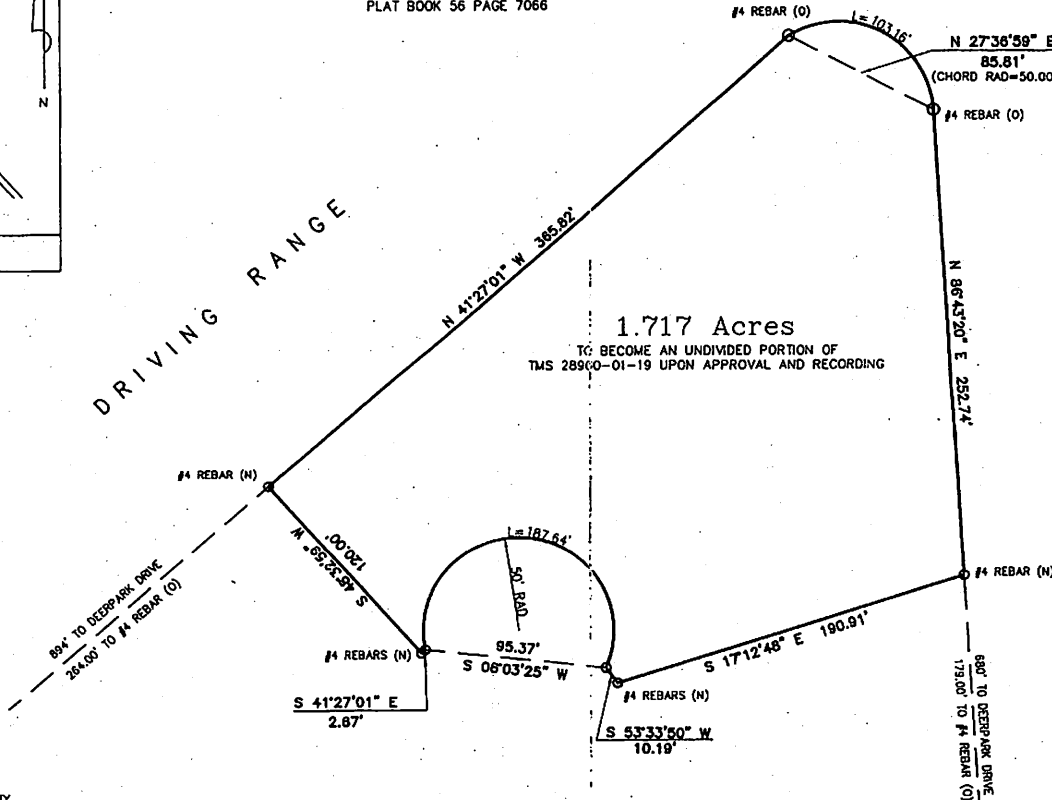 PLAT BOOK 56 PAGE 7066
#4 REBAR (O)
L=103.16'
N 27°36'59" E
85.81'
(CHORD RAD=50.00
#4 REBAR (O)
N
DRIVING RANGE
N 41°27'01" W 365.82'
N 86°43'20" E 252.74'
1.717 Acres
TO BECOME AN UNDIVIDED PORTION OF
TMS 28900-01-19 UPON APPROVAL AND RECORDING
#4 REBAR (N)
S 48°32'59" W
120.00'
L=187.64'
50' RAD
894' TO DEERPARK DRIVE
264.00' TO #4 REBAR (O)
#4 REBARS (N)
95.37'
S 06°03'25" W
S 17°12'46" E 190.91'
#4 REBAR (N)
#4 REBARS (N)
S 41°27'01" E
2.67'
S 53°33'50" W
10.19'
680' TO DEERPARK DRIVE
179.00' TO #4 REBAR (O)